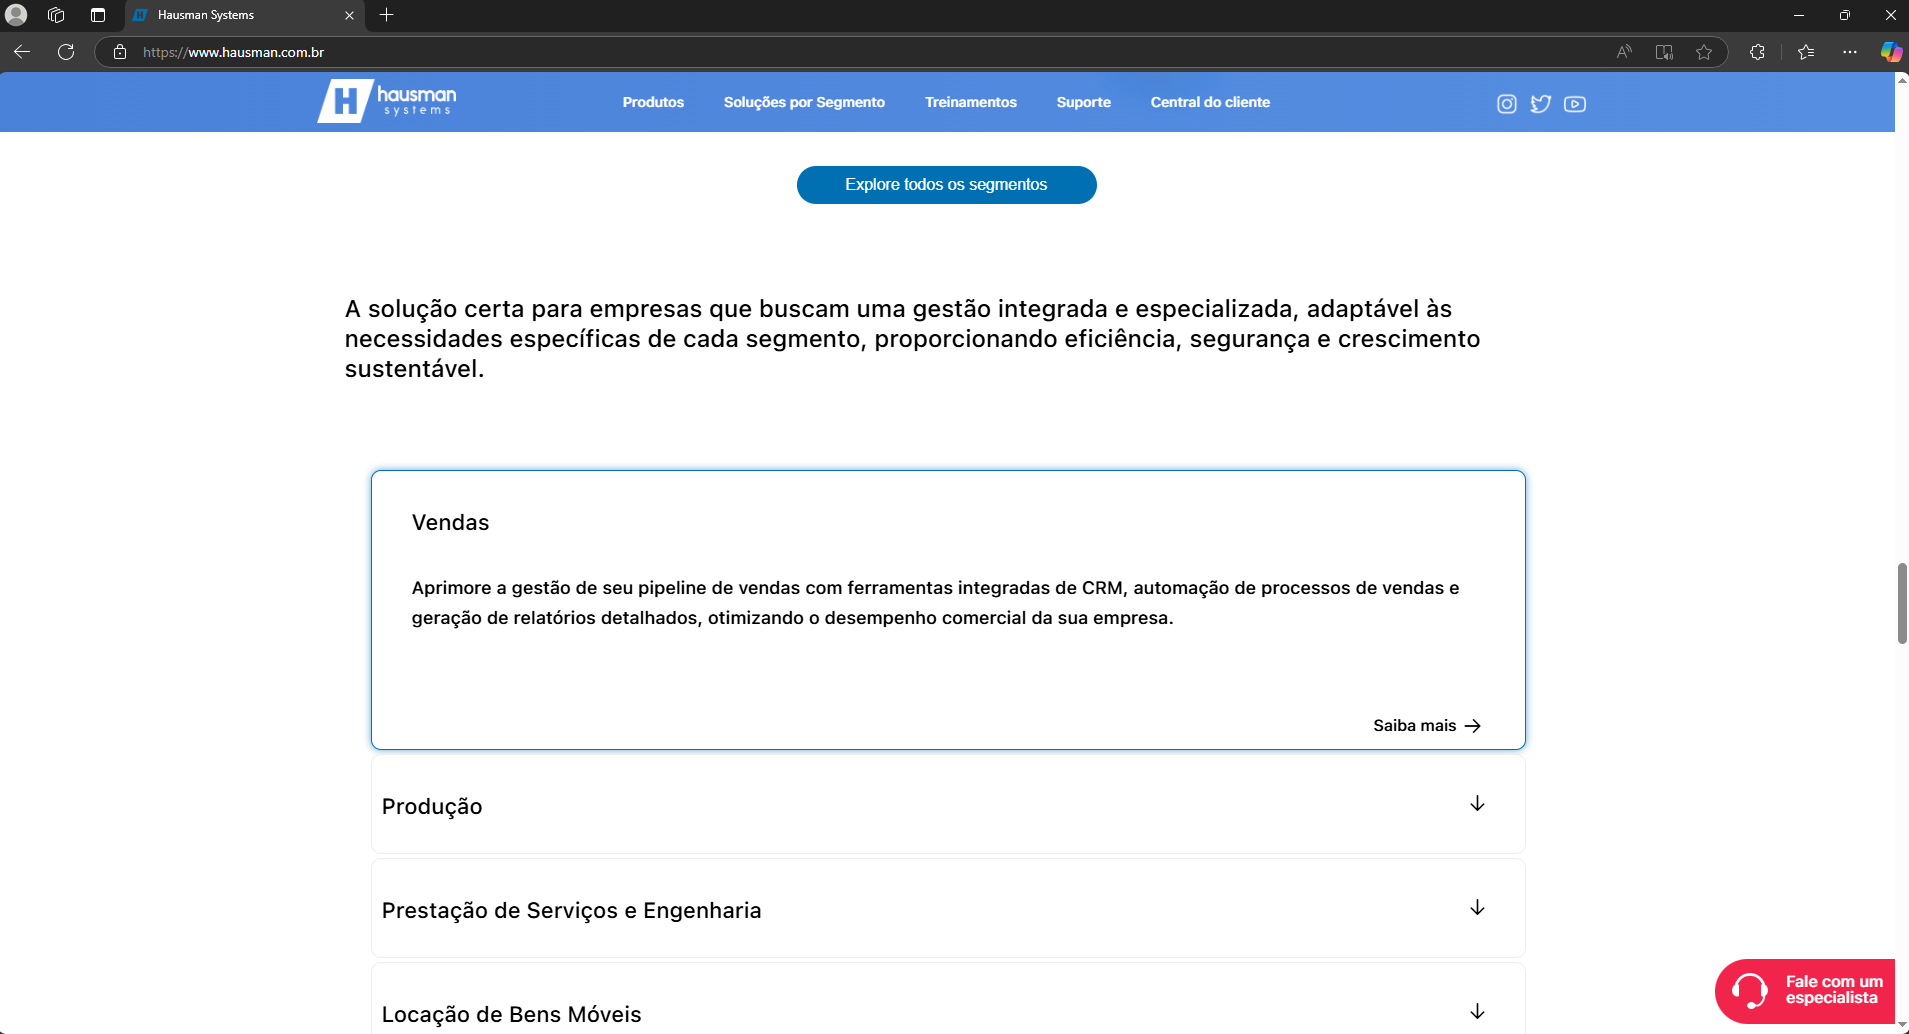 Hausman Systems
https://www.hausman.com.br
H hausman
systems
Produtos
Soluções por Segmento
Treinamentos
Suporte
Central do cliente
Explore todos os segmentos
A solução certa para empresas que buscam uma gestão integrada e especializada, adaptável às
necessidades específicas de cada segmento, proporcionando eficiência, segurança e crescimento
sustentável.
Vendas
Aprimore a gestão de seu pipeline de vendas com ferramentas integradas de CRM, automação de processos de vendas e
geração de relatórios detalhados, otimizando o desempenho comercial da sua empresa.
Saiba mais →
Produção
Prestação de Serviços e Engenharia
Locação de Bens Móveis
Fale com um
especialista